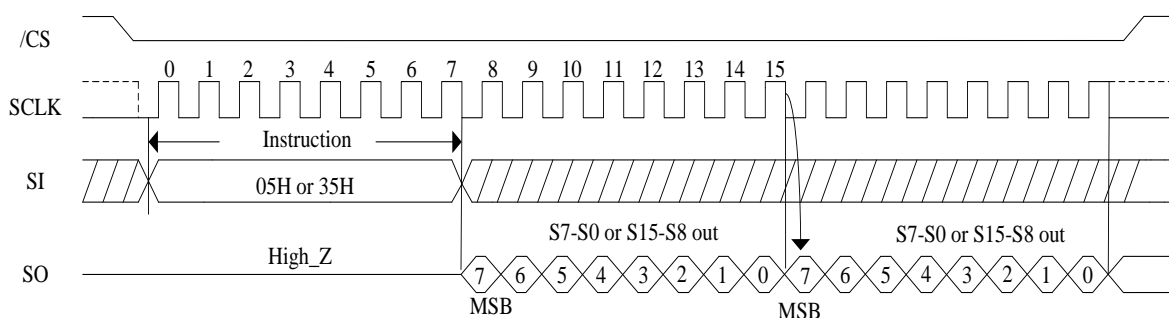 /CS
0 1 2 3 4 5 6 7 8 9 10 11 12 13 14 15
SCLK
Instruction
SI
05H or 35H
S7-S0 or S15-S8 out S7-S0 or S15-S8 out
High_Z
SO
7 6 5 4 3 2 1 0 7 6 5 4 3 2 1 0
MSB MSB